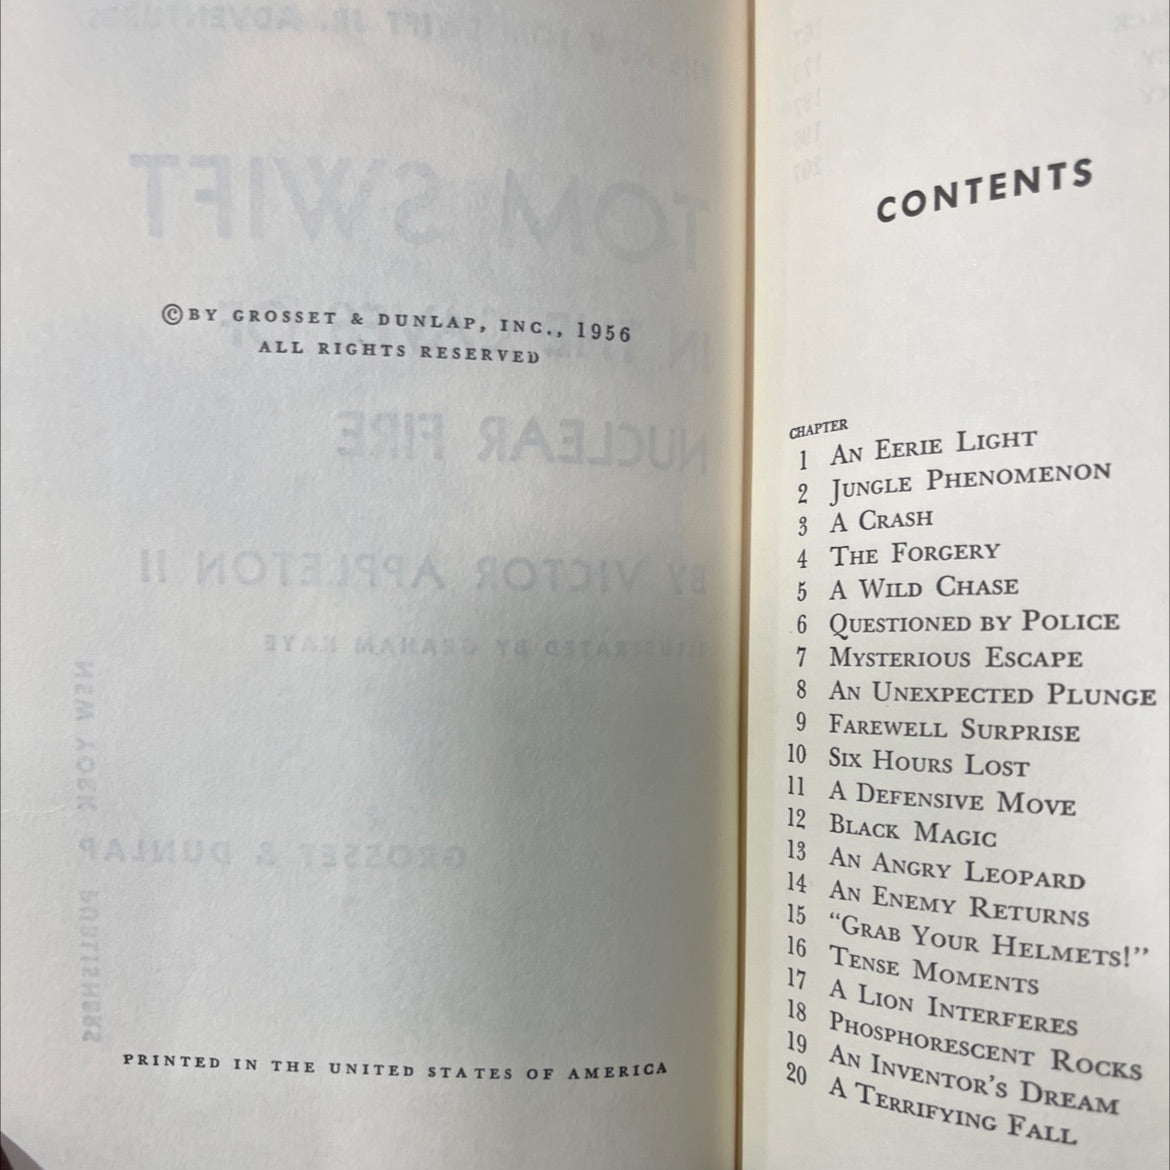 ©BY GROSSET & DUNLAP, INC., 1956
ALL RIGHTS RESERVED
PRINTED IN THE UNITED STATES OF AMERICA
CONTENTS
CHAPTER
1 An Eerie Light
2 Jungle Phenomenon
3 A Crash
4 The Forgery
5 A Wild Chase
6 Questioned by Police
7 Mysterious Escape
8 An Unexpected Plunge
9 Farewell Surprise
10 Six Hours Lost
11 A Defensive Move
12 Black Magic
13 An Angry Leopard
14 An Enemy Returns
15 “Grab Your Helmets!”
16 Tense Moments
17 A Lion Interferes
18 Phosphorescent Rocks
19 An Inventor’s Dream
20 A Terrifying Fall